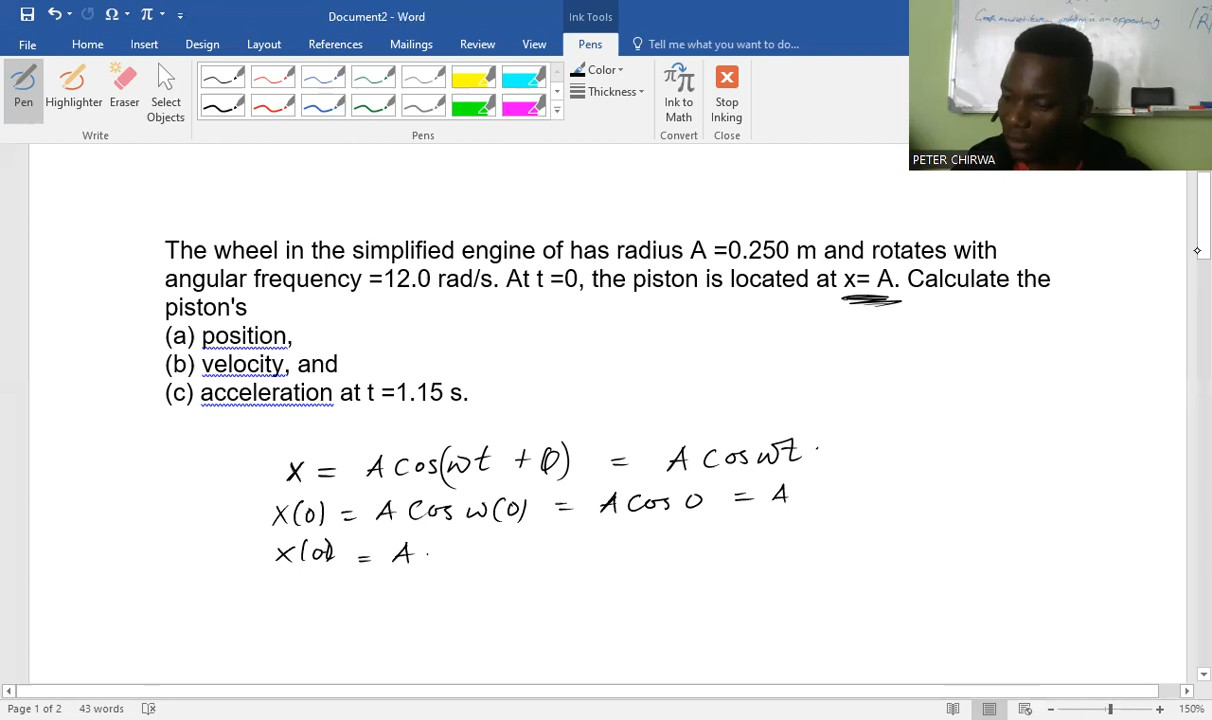 Document2 - Word
Ink Tools
File Home Insert Design Layout References Mailings Review View Pens Tell me what you want to do...
Pen Highlighter Eraser Select Objects
Color
Thickness
Ink to Math
Stop Inking
Write Pens Convert Close
PETER CHIRWA
The wheel in the simplified engine of has radius A =0.250 m and rotates with
angular frequency =12.0 rad/s. At t =0, the piston is located at x= A. Calculate the
piston's
(a) position,
(b) velocity, and
(c) acceleration at t =1.15 s.
x = A cos(ωt + φ) = A cos ωt .
x(0) = A cos ω(0) = A cos 0 = A
x(0) = A .
Page 1 of 2 43 words 150%